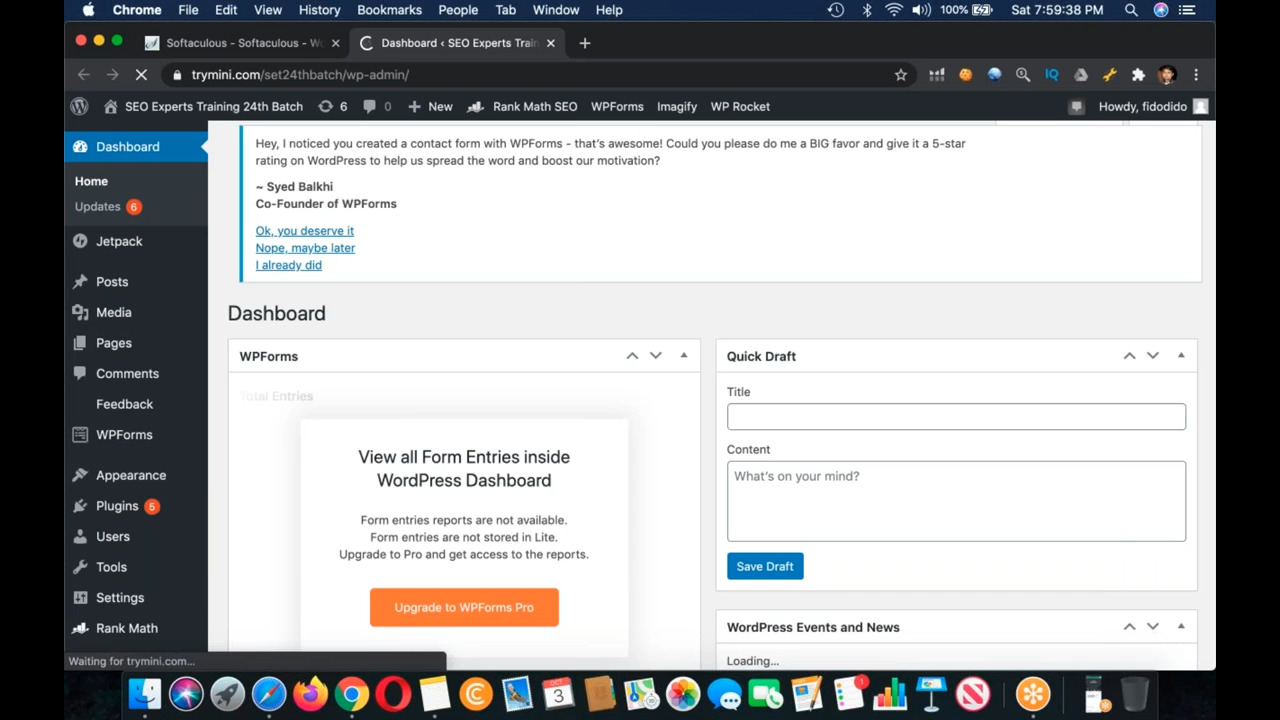 Chrome File Edit View History Bookmarks People Tab Window Help 100% Sat 7:59:38 PM
Softaculous - Softaculous - W Dashboard ‹ SEO Experts Train
trymini.com/set24thbatch/wp-admin/
SEO Experts Training 24th Batch 6 0 New Rank Math SEO WPForms Imagify WP Rocket Howdy, fidodido
Dashboard
Home
Updates 6
Jetpack
Posts
Media
Pages
Comments
Feedback
WPForms
Appearance
Plugins 5
Users
Tools
Settings
Rank Math
Waiting for trymini.com...
Hey, I noticed you created a contact form with WPForms - that's awesome! Could you please do me a BIG favor and give it a 5-star
rating on WordPress to help us spread the word and boost our motivation?
~ Syed Balkhi
Co-Founder of WPForms
Ok, you deserve it
Nope, maybe later
I already did
Dashboard
WPForms
Total Entries
View all Form Entries inside
WordPress Dashboard
Form entries reports are not available.
Form entries are not stored in Lite.
Upgrade to Pro and get access to the reports.
Upgrade to WPForms Pro
Quick Draft
Title
Content
What's on your mind?
Save Draft
WordPress Events and News
Loading...
OCT
3
1